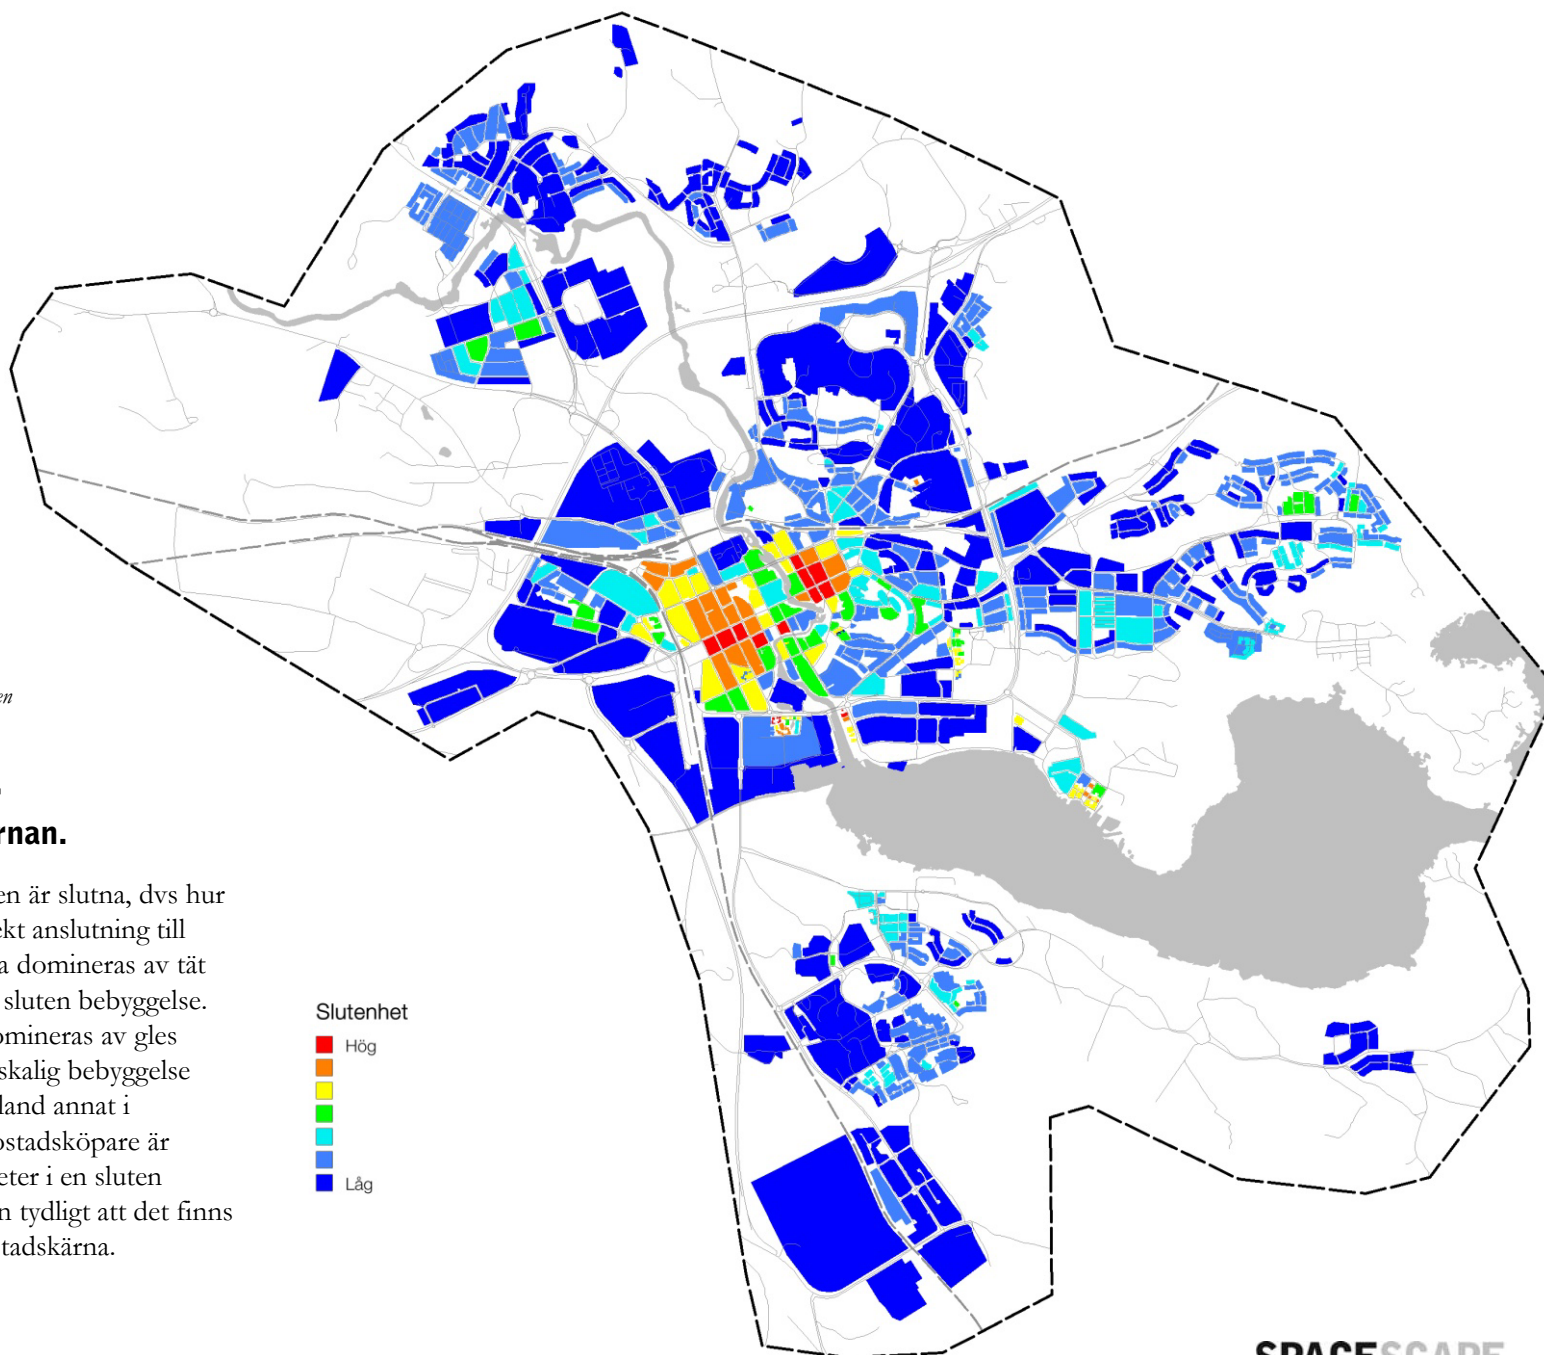 en
rnan.
en är slutna, dvs hur
ekt anslutning till
a domineras av tät
sluten bebyggelse.
omineras av gles
skalig bebyggelse
land annat i
ostadsköpare är
eter i en sluten
n tydligt att det finns
tadskärna.
Slutenhet
Hög
Låg
SPACESCAPE